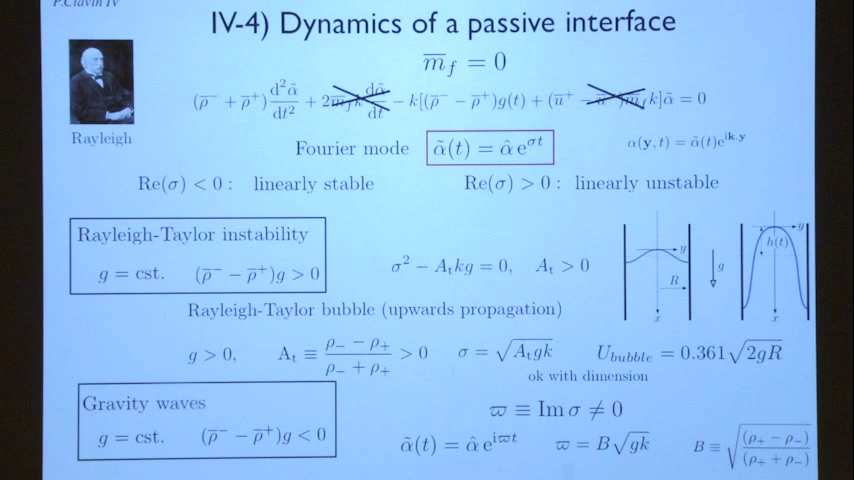 P.Clavin IV
IV-4) Dynamics of a passive interface
m̅_f = 0
(ρ̅⁻ + ρ̅⁺) d²α̃/dt² + 2m̅_f k dα̃/dt − k[(ρ̅⁻ − ρ̅⁺)g(t) + (u̅⁺ − u̅⁻)m̅_f k]α̃ = 0
Rayleigh
Fourier mode α̃(t) = α̂ e^{σt} α(y, t) = α̃(t)e^{ik.y}
Re(σ) < 0 : linearly stable Re(σ) > 0 : linearly unstable
Rayleigh-Taylor instability
g = cst. (ρ̅⁻ − ρ̅⁺)g > 0
σ² − A_t kg = 0, A_t > 0
y
R
x
g
y
h(t)
x
Rayleigh-Taylor bubble (upwards propagation)
g > 0, A_t ≡ (ρ₋ − ρ₊)/(ρ₋ + ρ₊) > 0 σ = √(A_t gk) U_bubble = 0.361√(2gR)
ok with dimension
Gravity waves
g = cst. (ρ̅⁻ − ρ̅⁺)g < 0
ϖ ≡ Im σ ≠ 0
α̃(t) = α̂ e^{iϖt} ϖ = B√(gk) B ≡ √((ρ₊ − ρ₋)/(ρ₊ + ρ₋))